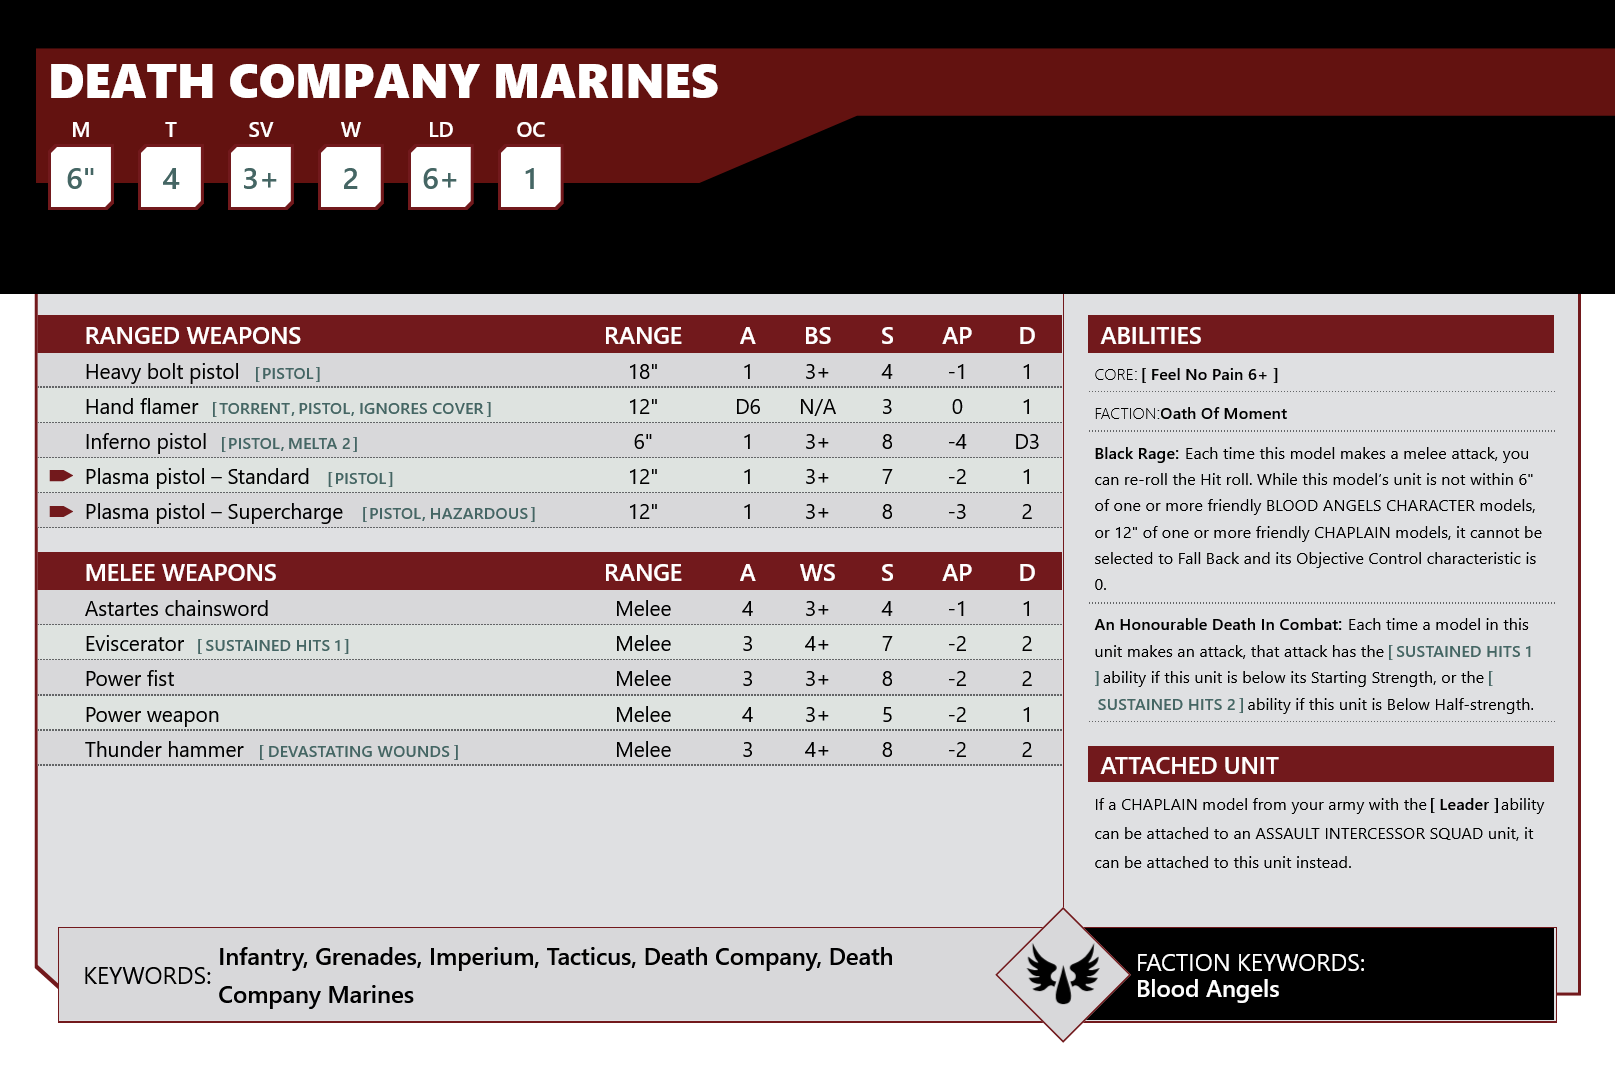 DEATH COMPANY MARINES
M T SV W LD OC
6" 4 3+ 2 6+ 1
RANGED WEAPONS RANGE A BS S AP D
Heavy bolt pistol [PISTOL] 18" 1 3+ 4 -1 1
Hand flamer [TORRENT, PISTOL, IGNORES COVER] 12" D6 N/A 3 0 1
Inferno pistol [PISTOL, MELTA 2] 6" 1 3+ 8 -4 D3
Plasma pistol – Standard [PISTOL] 12" 1 3+ 7 -2 1
Plasma pistol – Supercharge [PISTOL, HAZARDOUS] 12" 1 3+ 8 -3 2
MELEE WEAPONS RANGE A WS S AP D
Astartes chainsword Melee 4 3+ 4 -1 1
Eviscerator [SUSTAINED HITS 1] Melee 3 4+ 7 -2 2
Power fist Melee 3 3+ 8 -2 2
Power weapon Melee 4 3+ 5 -2 1
Thunder hammer [DEVASTATING WOUNDS] Melee 3 4+ 8 -2 2
ABILITIES
CORE: [ Feel No Pain 6+ ]
FACTION:Oath Of Moment
Black Rage: Each time this model makes a melee attack, you
can re-roll the Hit roll. While this model's unit is not within 6"
of one or more friendly BLOOD ANGELS CHARACTER models,
or 12" of one or more friendly CHAPLAIN models, it cannot be
selected to Fall Back and its Objective Control characteristic is
0.
An Honourable Death In Combat: Each time a model in this
unit makes an attack, that attack has the [ SUSTAINED HITS 1
] ability if this unit is below its Starting Strength, or the [
SUSTAINED HITS 2 ] ability if this unit is Below Half-strength.
ATTACHED UNIT
If a CHAPLAIN model from your army with the [ Leader ] ability
can be attached to an ASSAULT INTERCESSOR SQUAD unit, it
can be attached to this unit instead.
KEYWORDS: Infantry, Grenades, Imperium, Tacticus, Death Company, Death
Company Marines
FACTION KEYWORDS:
Blood Angels